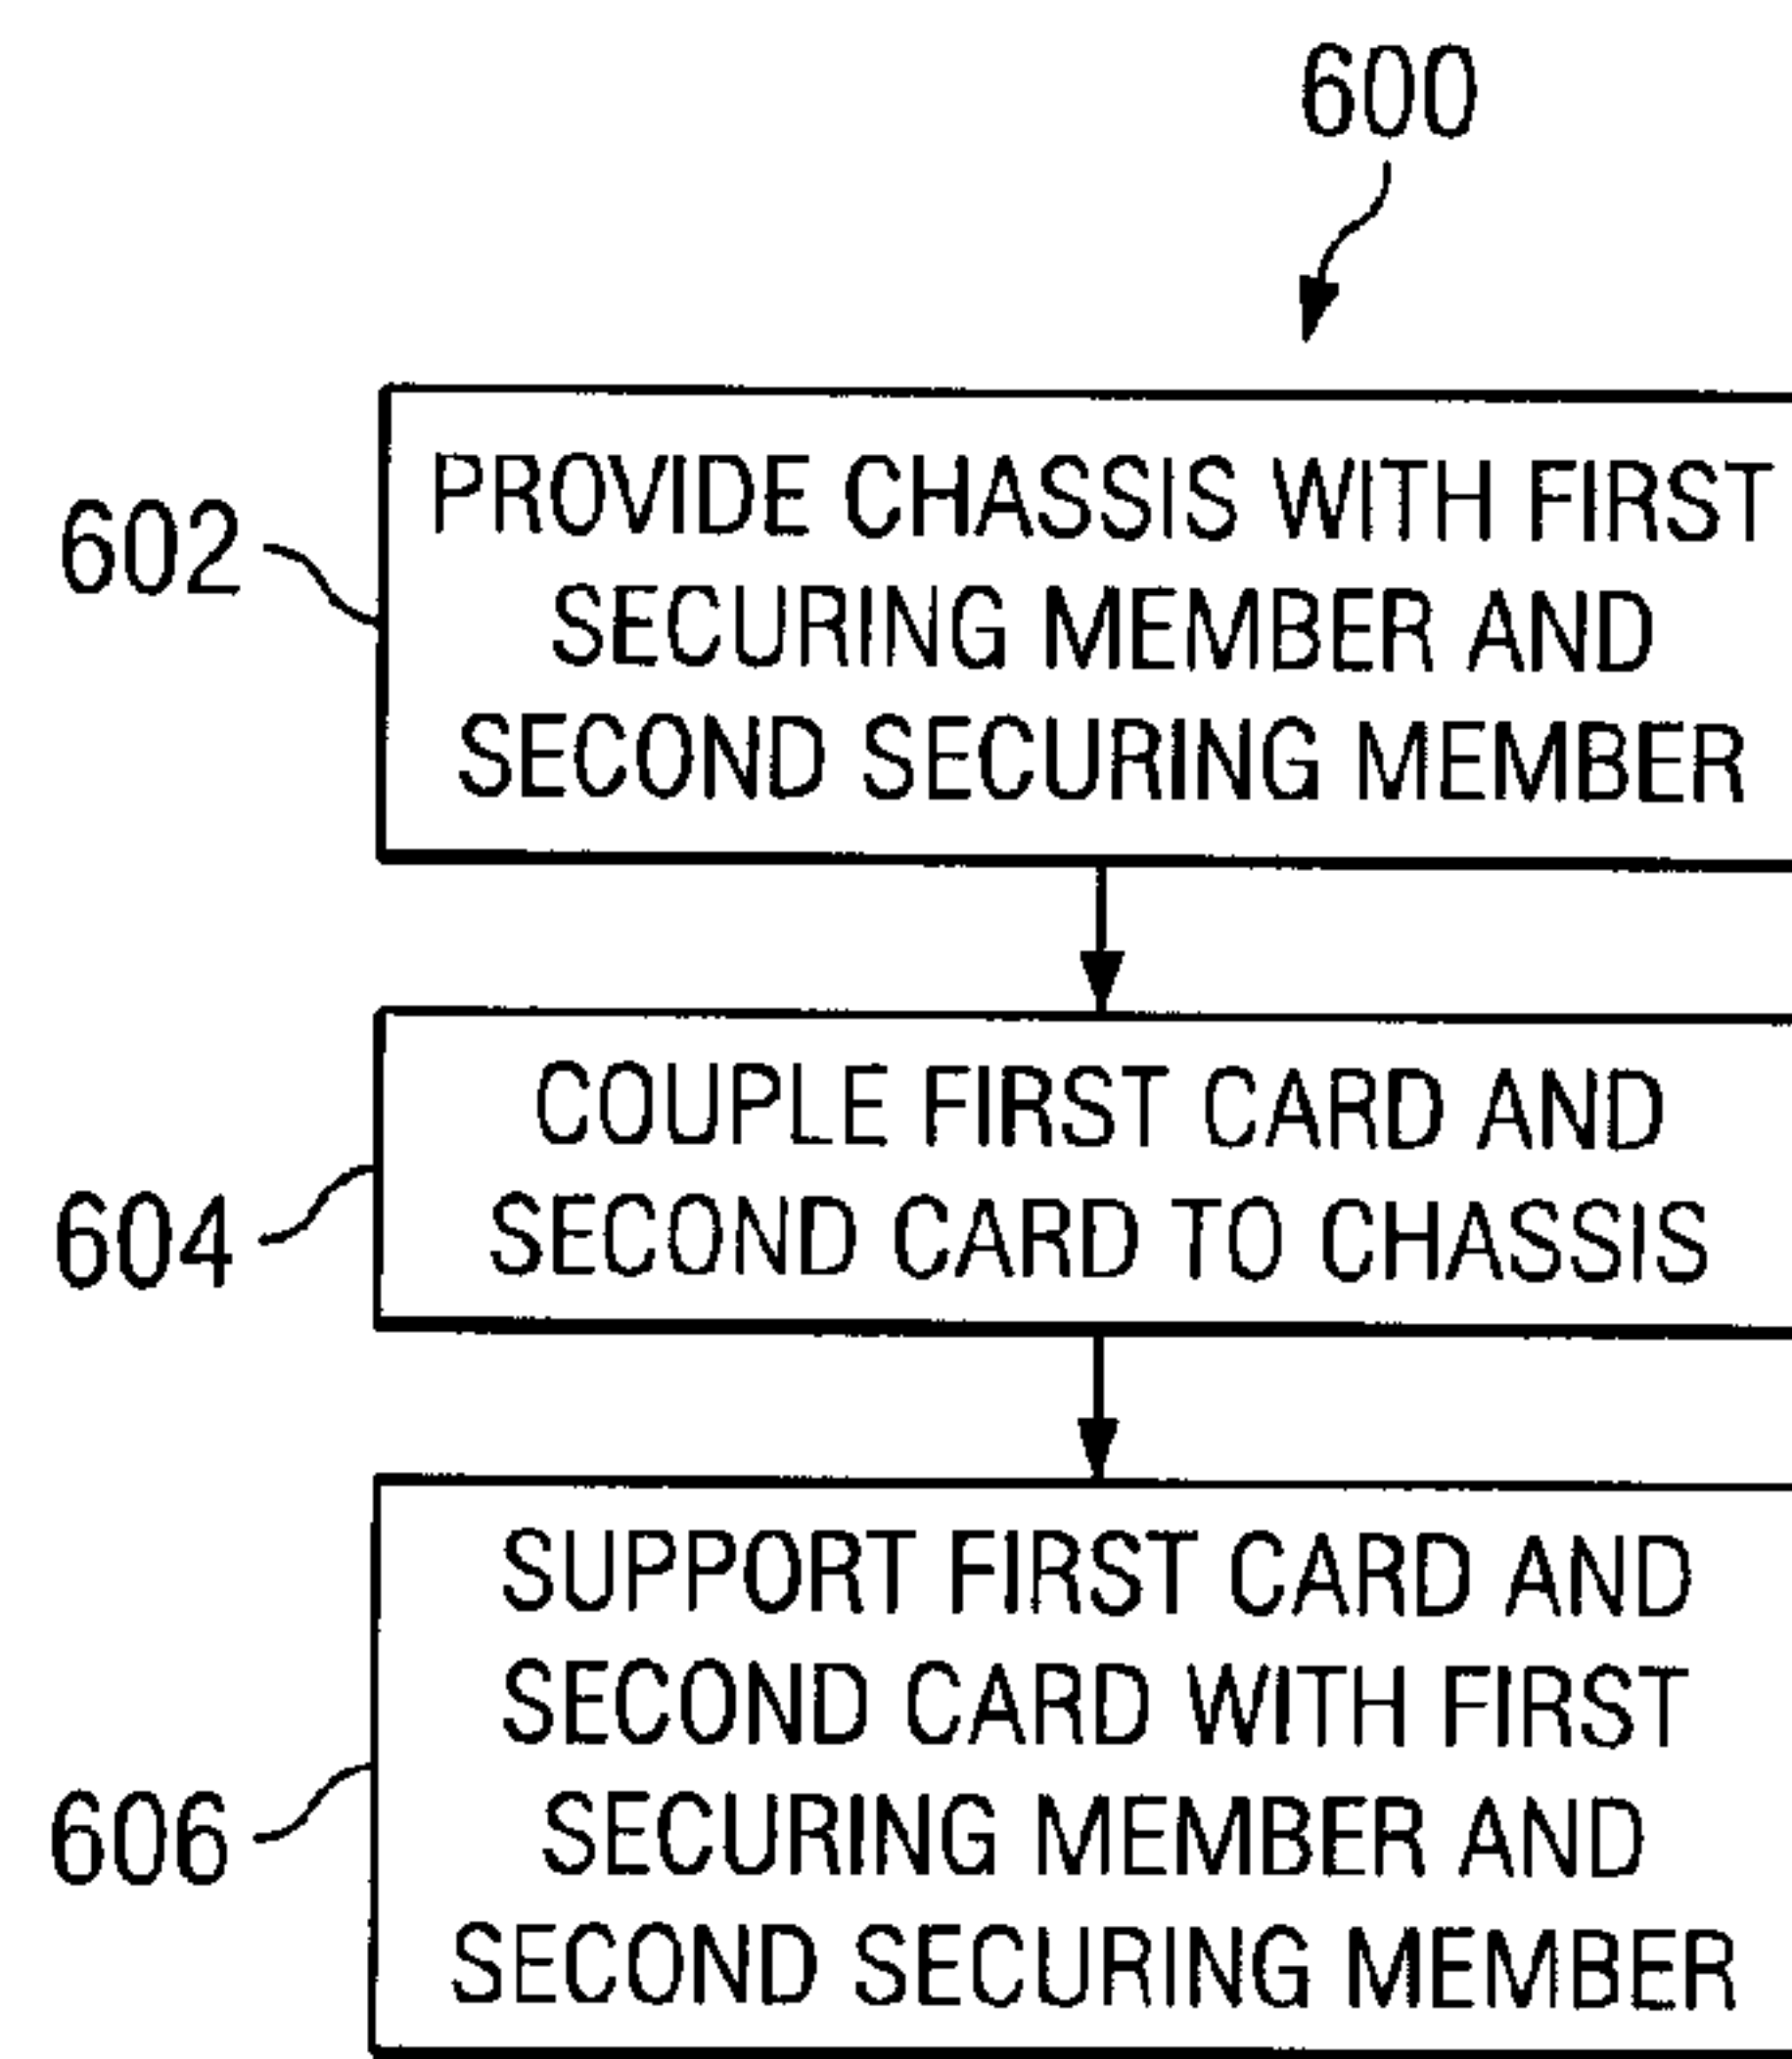 600
602
PROVIDE CHASSIS WITH FIRST
SECURING MEMBER AND
SECOND SECURING MEMBER
604
COUPLE FIRST CARD AND
SECOND CARD TO CHASSIS
606
SUPPORT FIRST CARD AND
SECOND CARD WITH FIRST
SECURING MEMBER AND
SECOND SECURING MEMBER